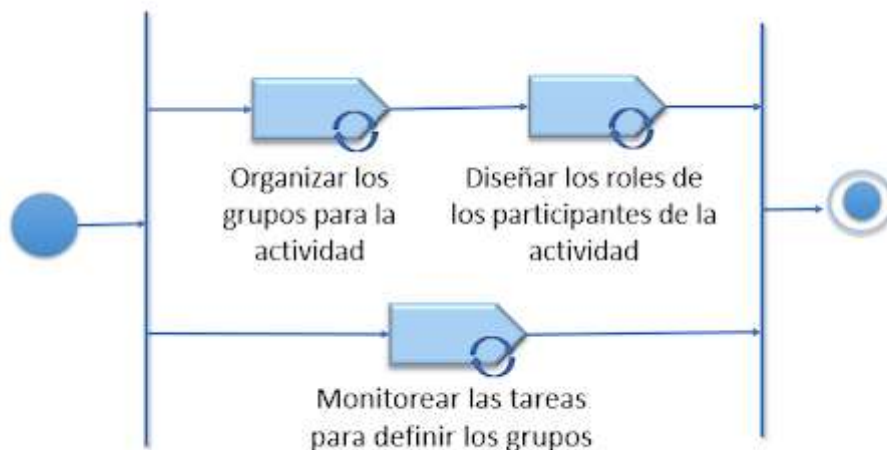 Organizar los
grupos para la
actividad
Diseñar los roles de
los participantes de la
actividad
Monitorear las tareas
para definir los grupos